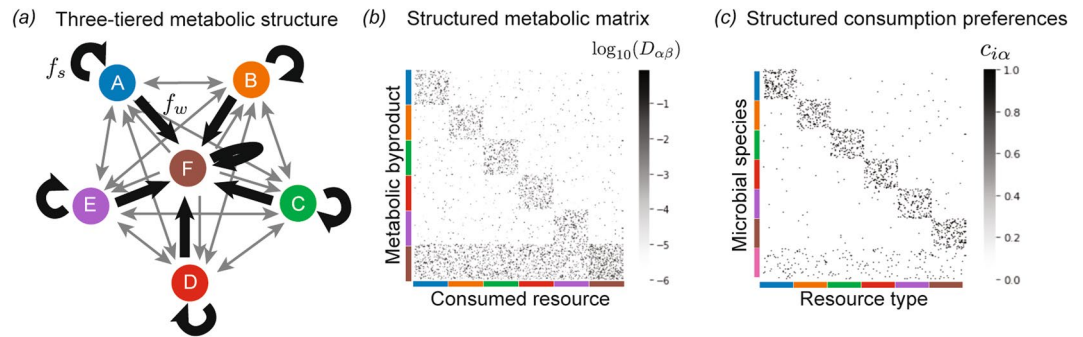 (a) Three-tiered metabolic structure
A
B
C
D
E
F
f_s
f_w
(b) Structured metabolic matrix
log₁₀(D_αβ)
Metabolic byproduct
Consumed resource
−1
−2
−3
−4
−5
−6
(c) Structured consumption preferences
c_iα
Microbial species
Resource type
1.0
0.8
0.6
0.4
0.2
0.0